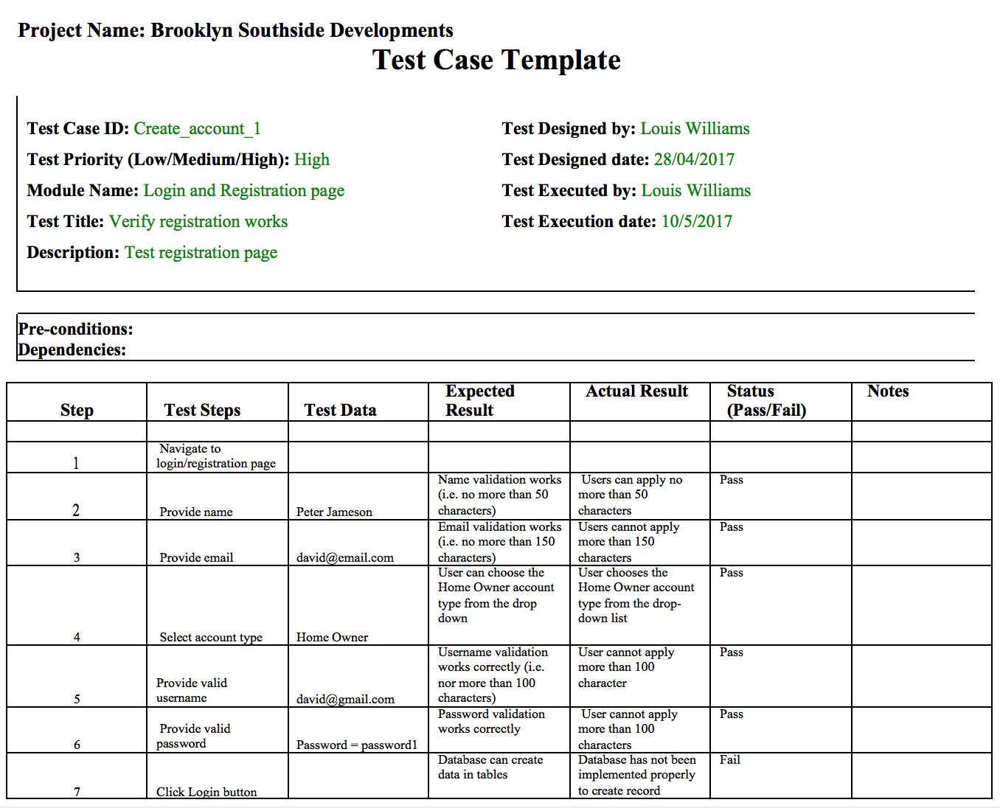 Project Name: Brooklyn Southside Developments
Test Case Template
Test Case ID: Create_account_1
Test Priority (Low/Medium/High): High
Module Name: Login and Registration page
Test Title: Verify registration works
Description: Test registration page
Test Designed by: Louis Williams
Test Designed date: 28/04/2017
Test Executed by: Louis Williams
Test Execution date: 10/5/2017
Pre-conditions:
Dependencies:
Step
Test Steps
Test Data
Expected
Result
Actual Result
Status
(Pass/Fail)
Notes
1
Navigate to
login/registration page
2
Provide name
Peter Jameson
Name validation works
(i.e. no more than 50
characters)
Users can apply no
more than 50
characters
Pass
3
Provide email
david@email.com
Email validation works
(i.e. no more than 150
characters)
Users cannot apply
more than 150
characters
Pass
4
Select account type
Home Owner
User can choose the
Home Owner account
type from the drop
down
User chooses the
Home Owner account
type from the drop-
down list
Pass
5
Provide valid
username
david@gmail.com
Username validation
works correctly (i.e.
nor more than 100
characters)
User cannot apply
more than 100
character
Pass
6
Provide valid
password
Password = password1
Password validation
works correctly
User cannot apply
more than 100
characters
Pass
7
Click Login button
Database can create
data in tables
Database has not been
implemented properly
to create record
Fail